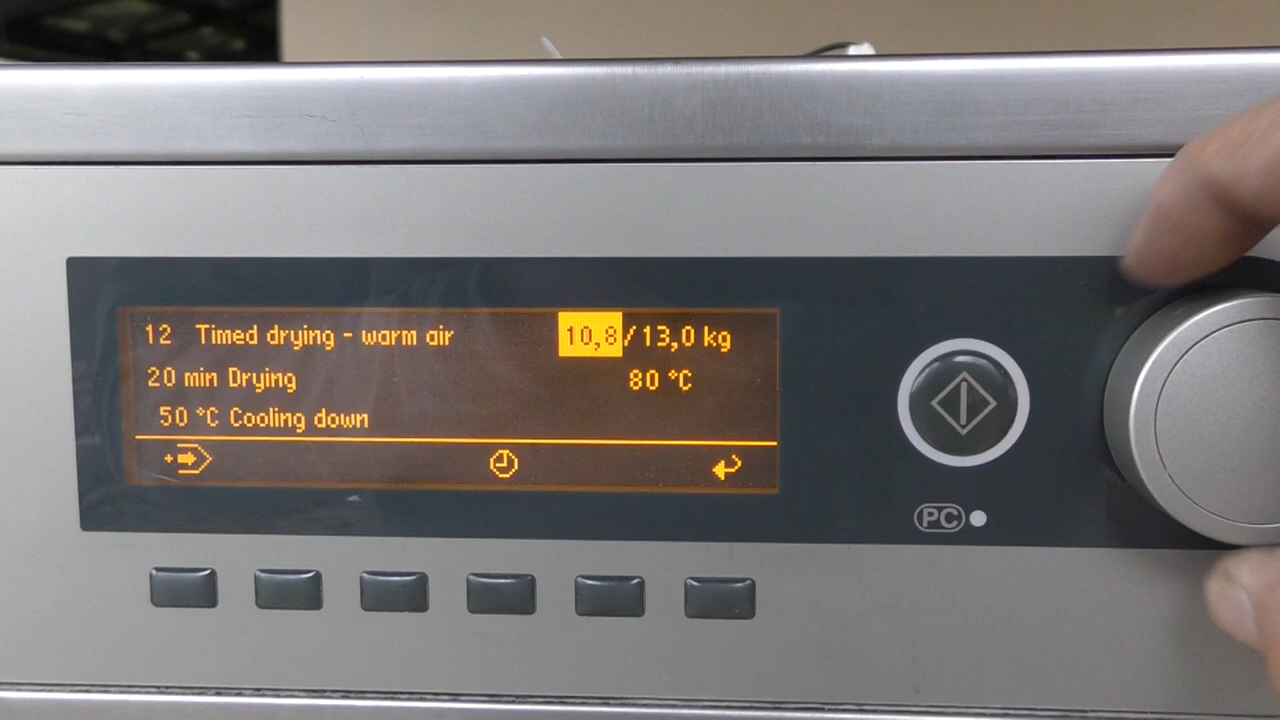 12 Timed drying - warm air 10,8/13,0 kg
20 min Drying 80 °C
50 °C Cooling down
PC